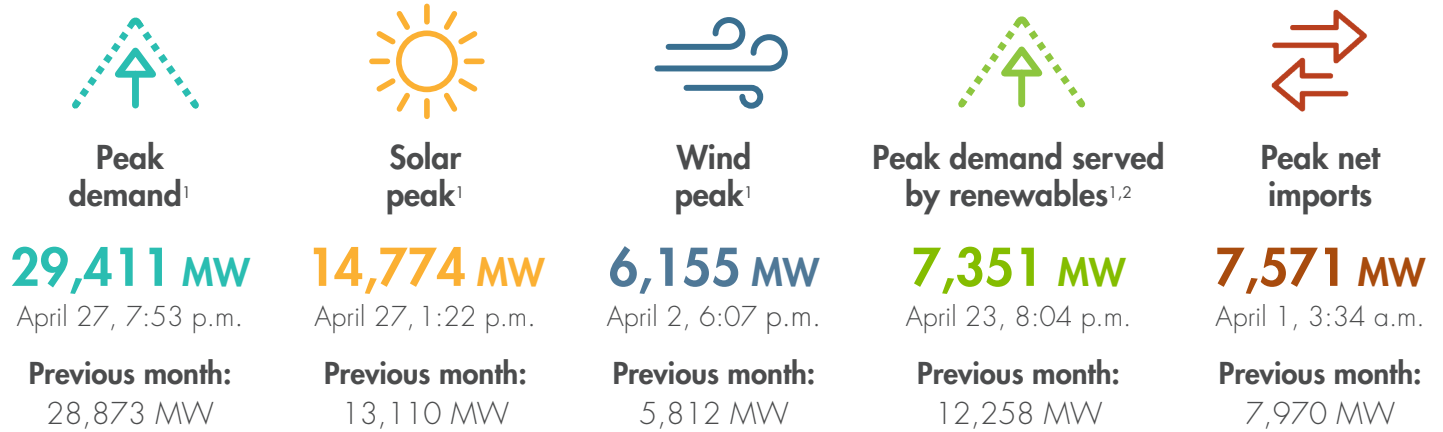 Peak
demand¹
29,411 MW
April 27, 7:53 p.m.
Previous month:
28,873 MW
Solar
peak¹
14,774 MW
April 27, 1:22 p.m.
Previous month:
13,110 MW
Wind
peak¹
6,155 MW
April 2, 6:07 p.m.
Previous month:
5,812 MW
Peak demand served
by renewables¹,²
7,351 MW
April 23, 8:04 p.m.
Previous month:
12,258 MW
Peak net
imports
7,571 MW
April 1, 3:34 a.m.
Previous month:
7,970 MW